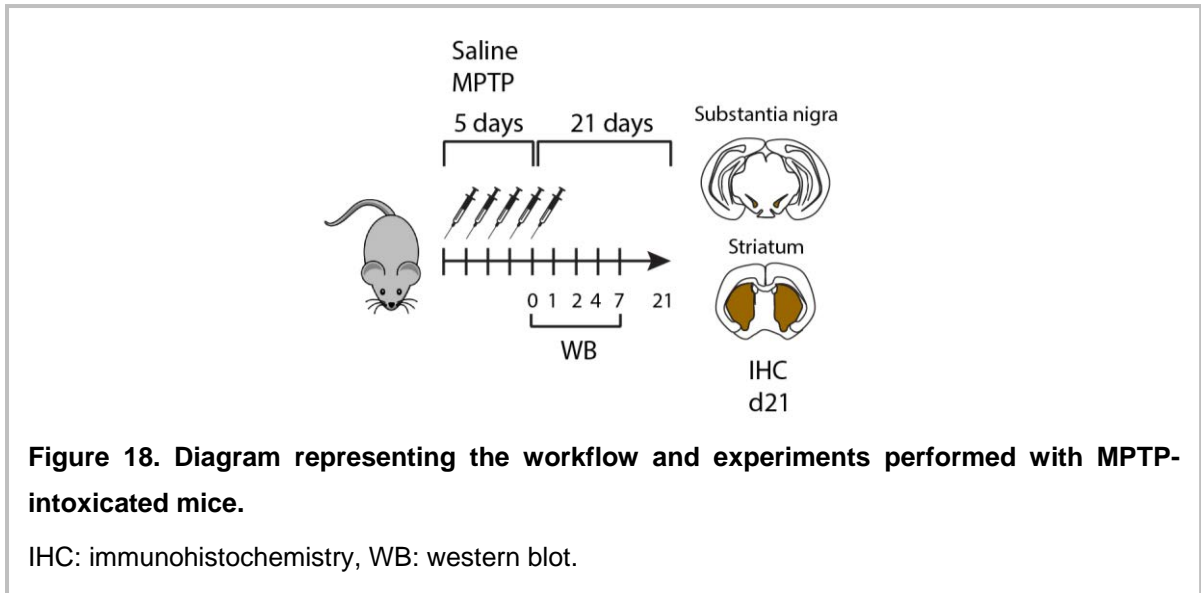 Saline
MPTP
5 days
21 days
Substantia nigra
Striatum
0 1 2 4 7 21
WB
IHC
d21
Figure 18. Diagram representing the workflow and experiments performed with MPTP-
intoxicated mice.
IHC: immunohistochemistry, WB: western blot.